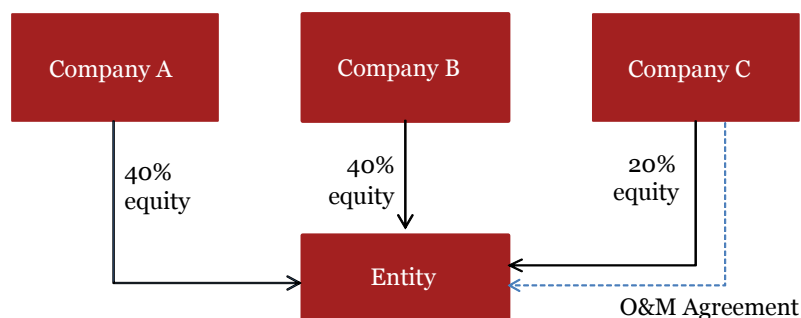 Company A
Company B
Company C
40%
equity
40%
equity
20%
equity
Entity
O&M Agreement